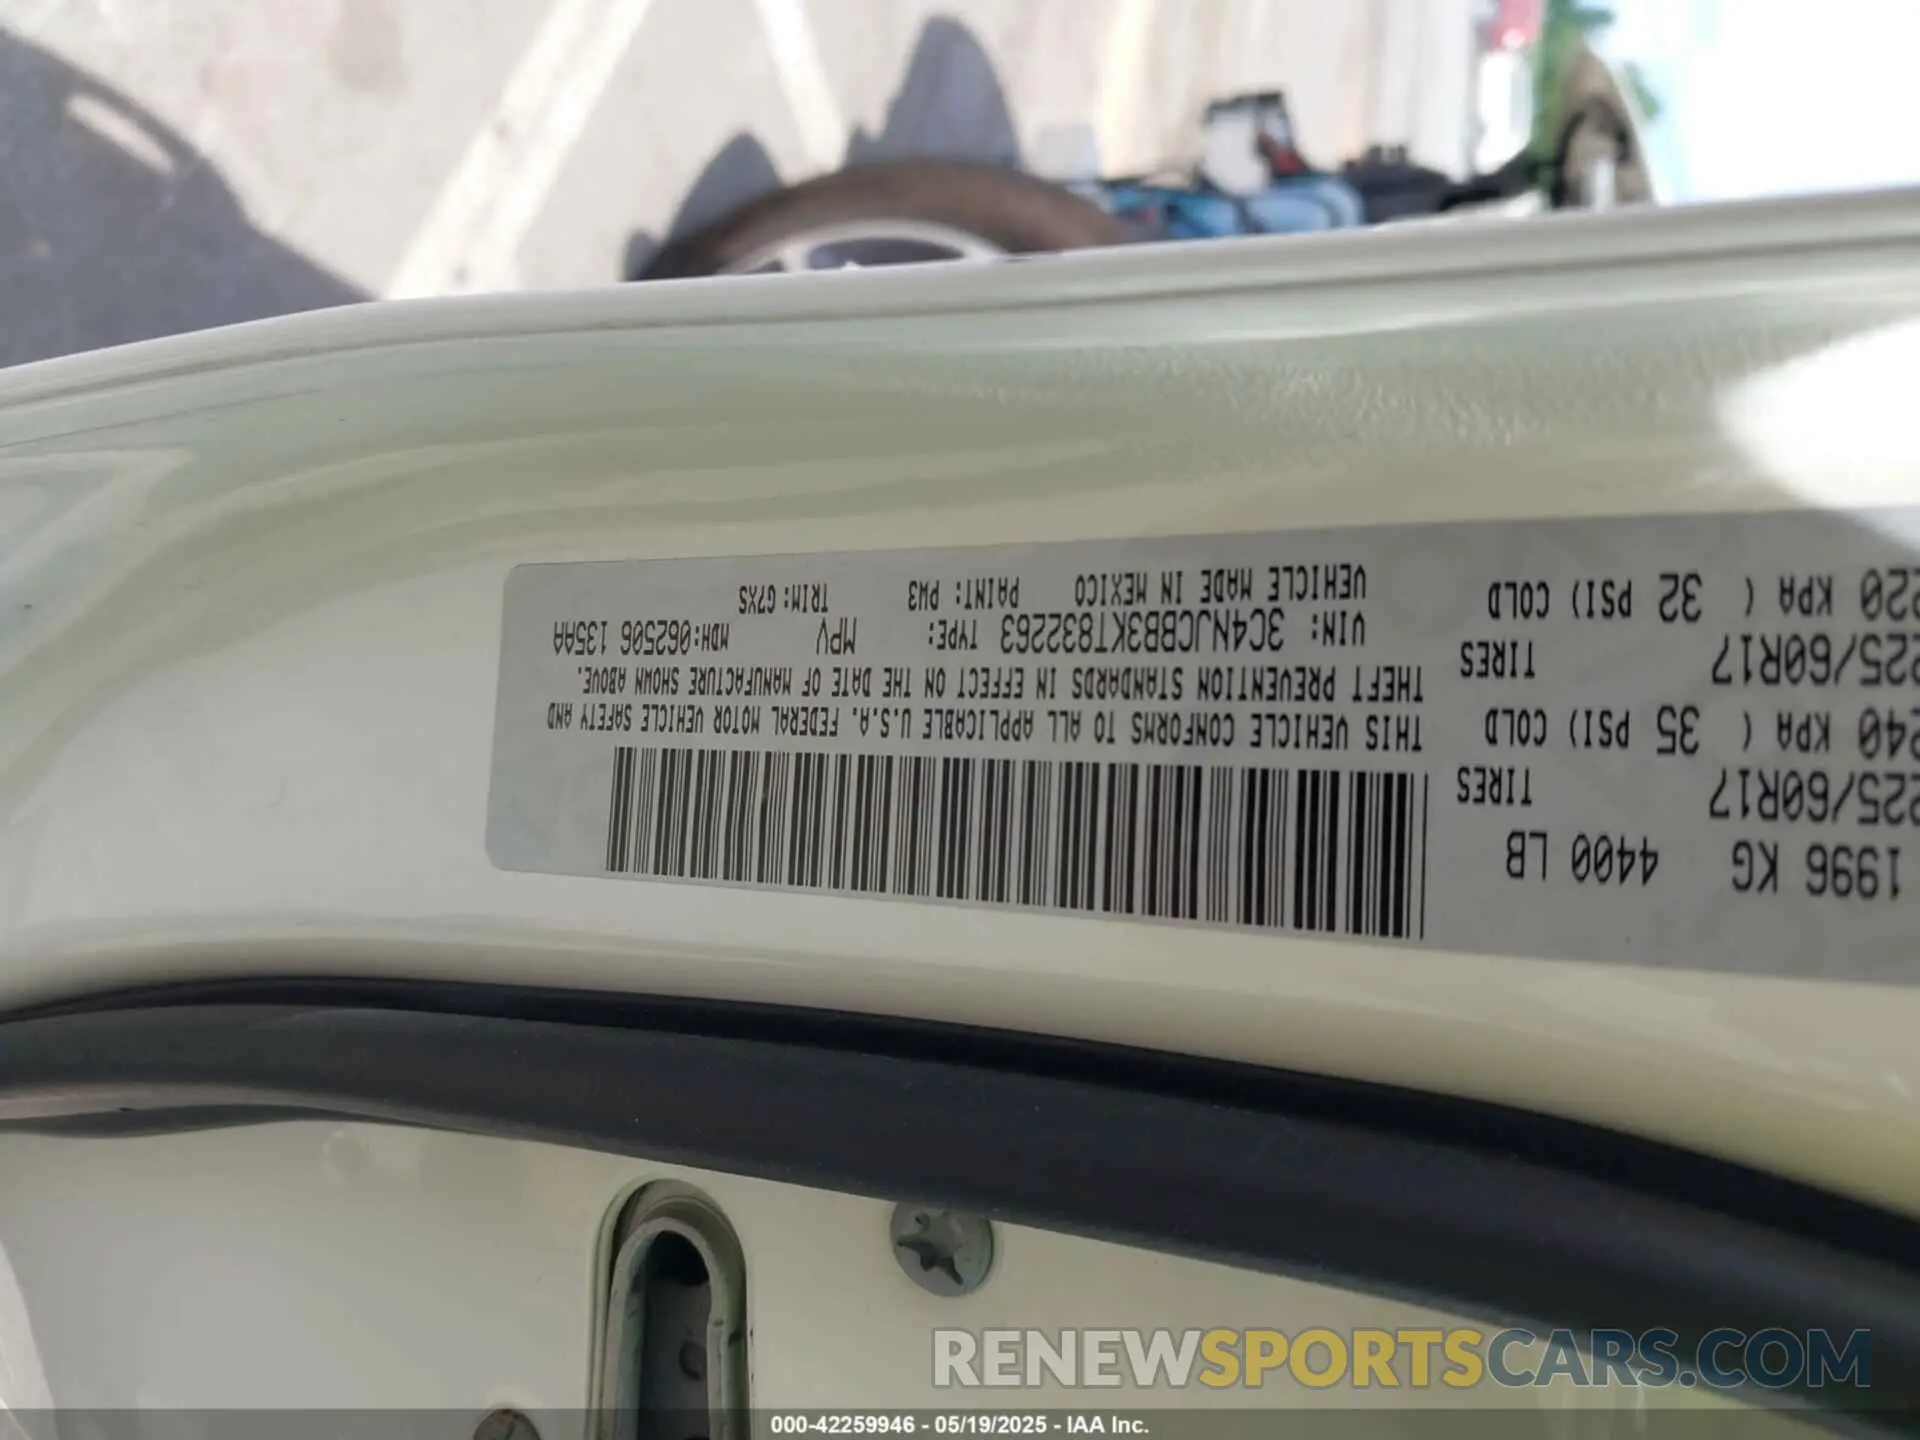 1996 KG 4400 LB
225/60R17 TIRES
240 KPA ( 35 PSI) COLD
225/60R17 TIRES
220 KPA ( 32 PSI) COLD
THIS VEHICLE CONFORMS TO ALL APPLICABLE U.S.A. FEDERAL MOTOR VEHICLE SAFETY AND
THEFT PREVENTION STANDARDS IN EFFECT ON THE DATE OF MANUFACTURE SHOWN ABOVE.
VIN: 3C4NJCBB3KT832263 TYPE: MPV MDH:062506 135AA
VEHICLE MADE IN MEXICO PAINT: PW3 TRIM: G7XS
RENEWSPORTSCARS.COM
000-42259946 - 05/19/2025 - IAA Inc.